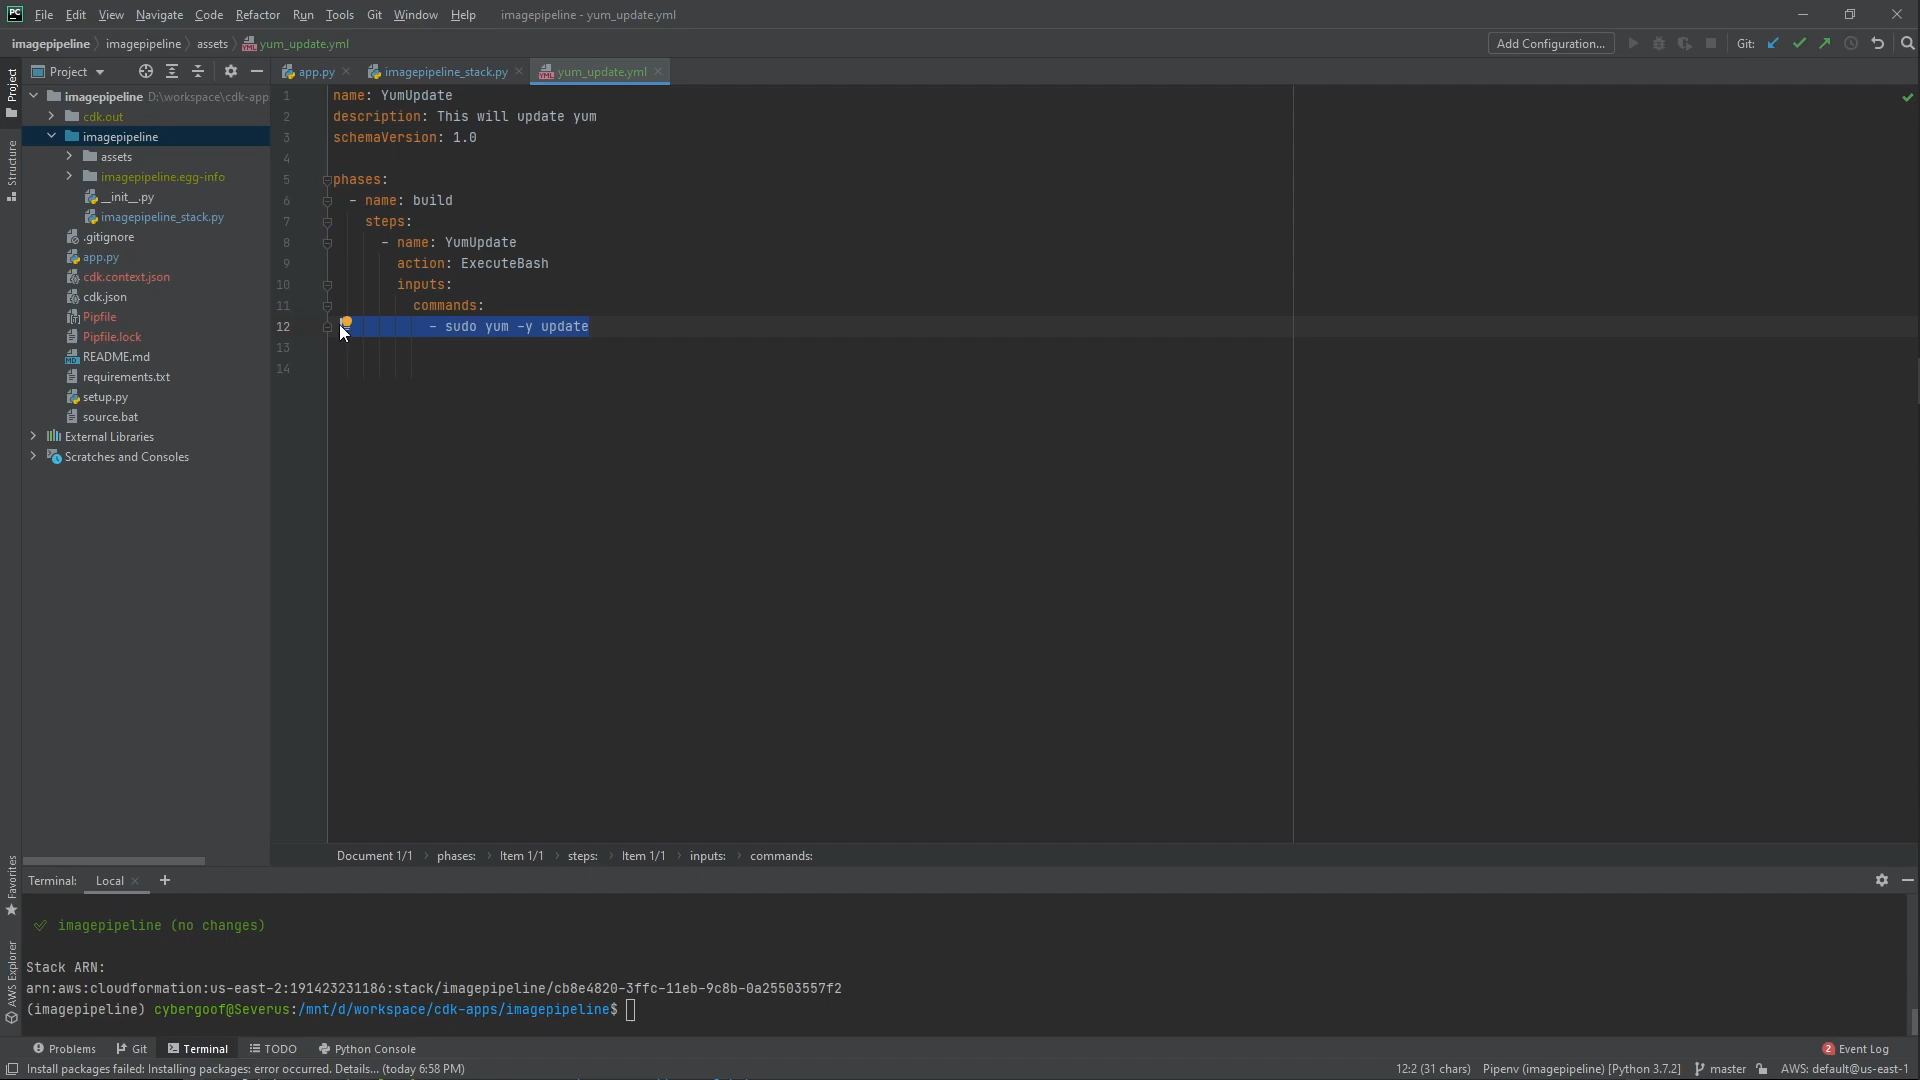 PC File Edit View Navigate Code Refactor Run Tools Git Window Help imagepipeline - yum_update.yml
imagepipeline imagepipeline assets yum_update.yml Add Configuration... Git:
Project app.py imagepipeline_stack.py yum_update.yml
Project
imagepipeline D:\workspace\cdk-app
cdk.out
imagepipeline
assets
imagepipeline.egg-info
__init__.py
imagepipeline_stack.py
.gitignore
app.py
cdk.context.json
cdk.json
Pipfile
Pipfile.lock
README.md
requirements.txt
setup.py
source.bat
External Libraries
Scratches and Consoles
Structure
1 name: YumUpdate
2 description: This will update yum
3 schemaVersion: 1.0
4
5 phases:
6 - name: build
7 steps:
8 - name: YumUpdate
9 action: ExecuteBash
10 inputs:
11 commands:
12 - sudo yum -y update
13
14
Document 1/1 phases: Item 1/1 steps: Item 1/1 inputs: commands:
Favorites
AWS Explorer
Terminal: Local +
imagepipeline (no changes)
Stack ARN:
arn:aws:cloudformation:us-east-2:191423231186:stack/imagepipeline/cb8e4820-3ffc-11eb-9c8b-0a25503557f2
(imagepipeline) cybergoof@Severus:/mnt/d/workspace/cdk-apps/imagepipeline$
Problems Git Terminal TODO Python Console 2 Event Log
Install packages failed: Installing packages: error occurred. Details... (today 6:58 PM) 12:2 (31 chars) Pipenv (imagepipeline) [Python 3.7.2] master AWS: default@us-east-1